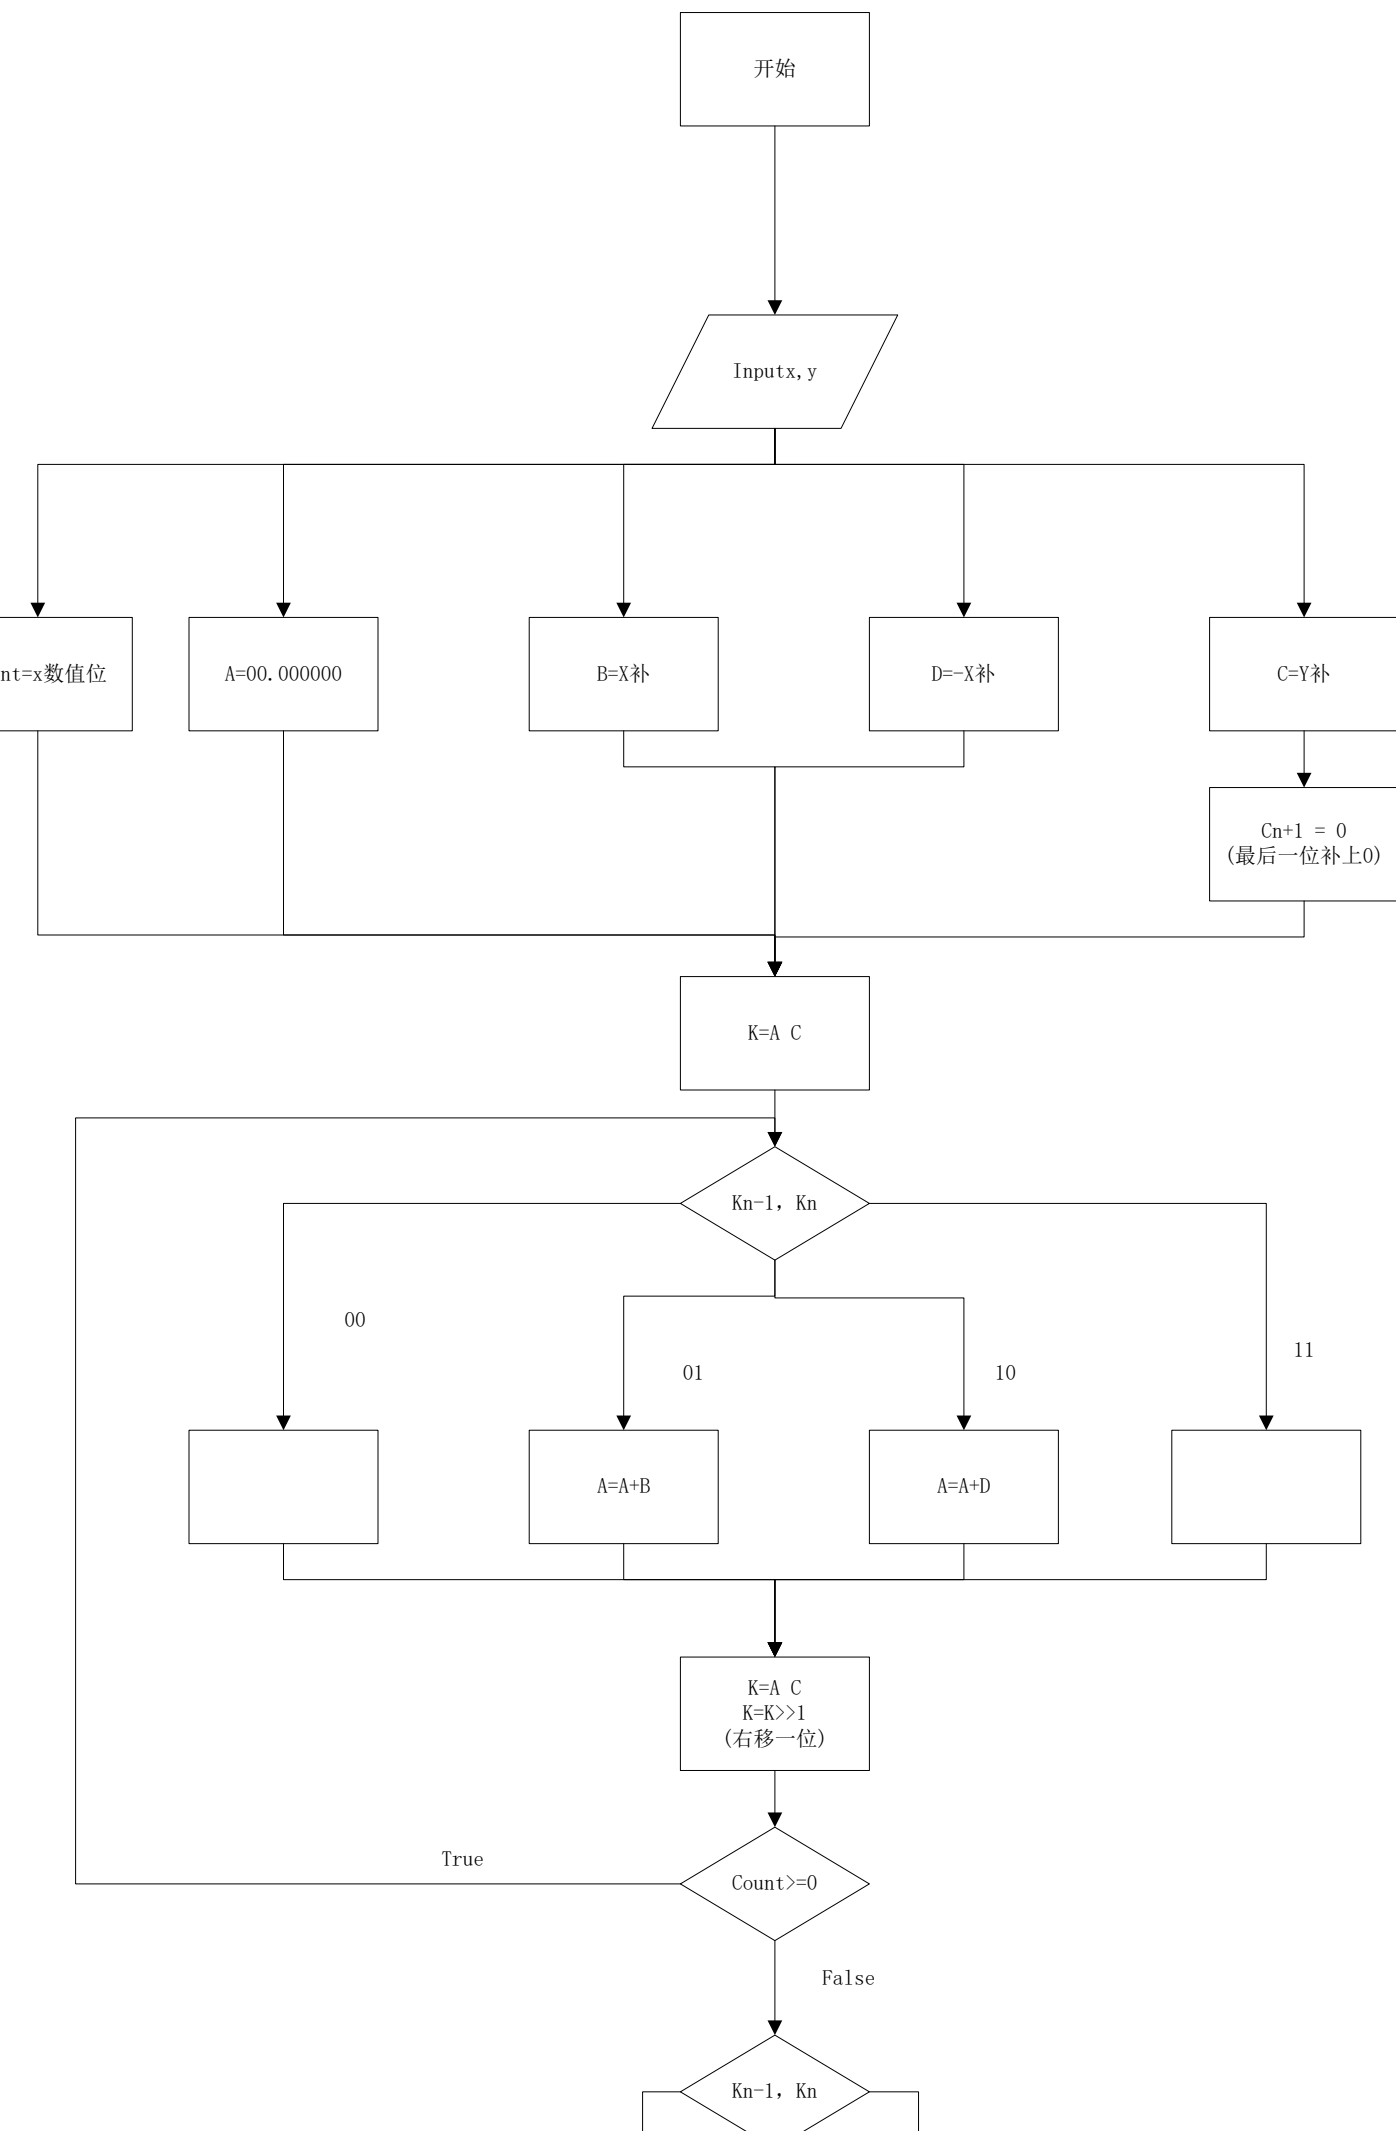 开始
Inputx,y
nt=x数值位
A=00.000000
B=X补
D=-X补
C=Y补
Cn+1 = 0
(最后一位补上0)
K=A C
Kn-1, Kn
00
01
10
11
A=A+B
A=A+D
K=A C
K=K>>1
(右移一位)
True
Count>=0
False
Kn-1, Kn